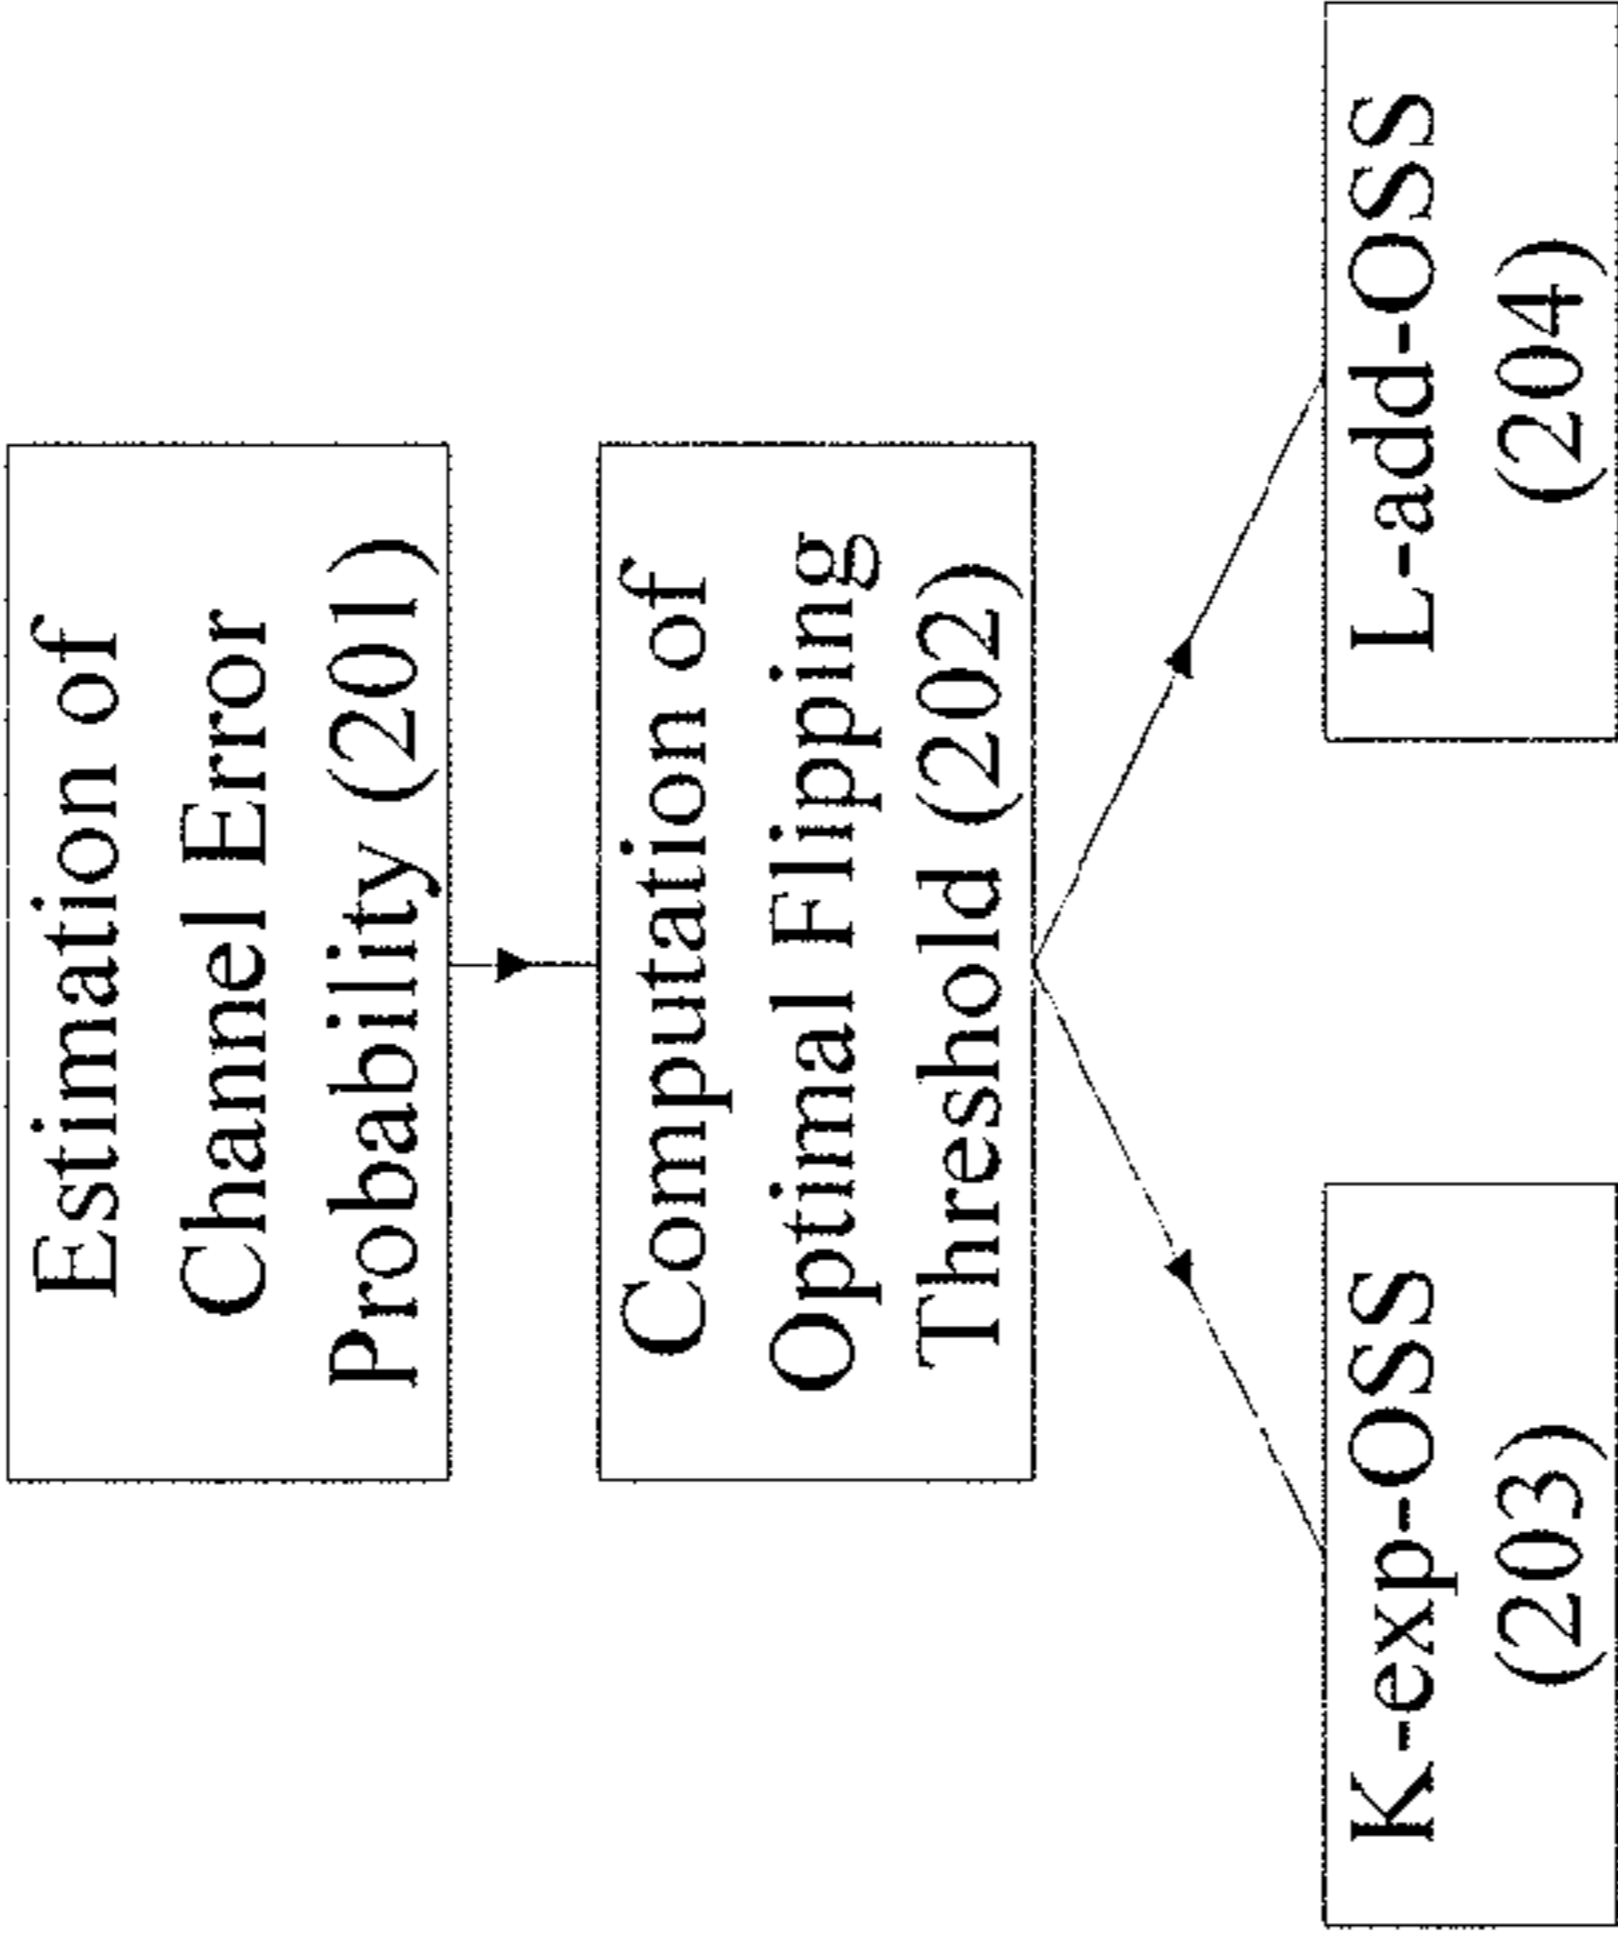 Estimation of
Channel Error
Probability (201)
Computation of
Optimal Flipping
Threshold (202)
K-exp-OSS
(203)
L-add-OSS
(204)